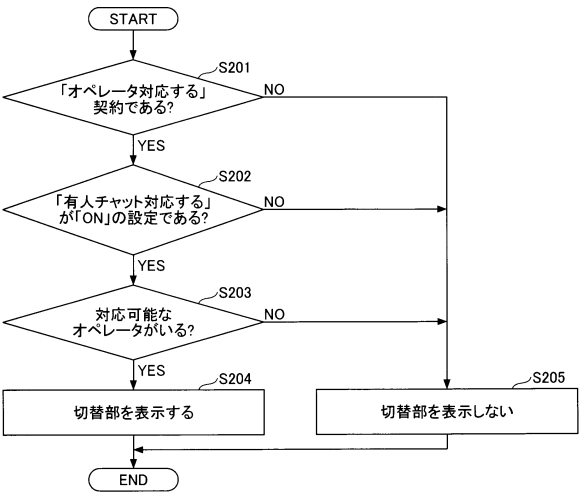 START
S201
「オペレータ対応する」
契約である?
NO
YES
S202
「有人チャット対応する」
が「ON」の設定である?
NO
YES
S203
対応可能な
オペレータがいる?
NO
YES
S204
切替部を表示する
S205
切替部を表示しない
END